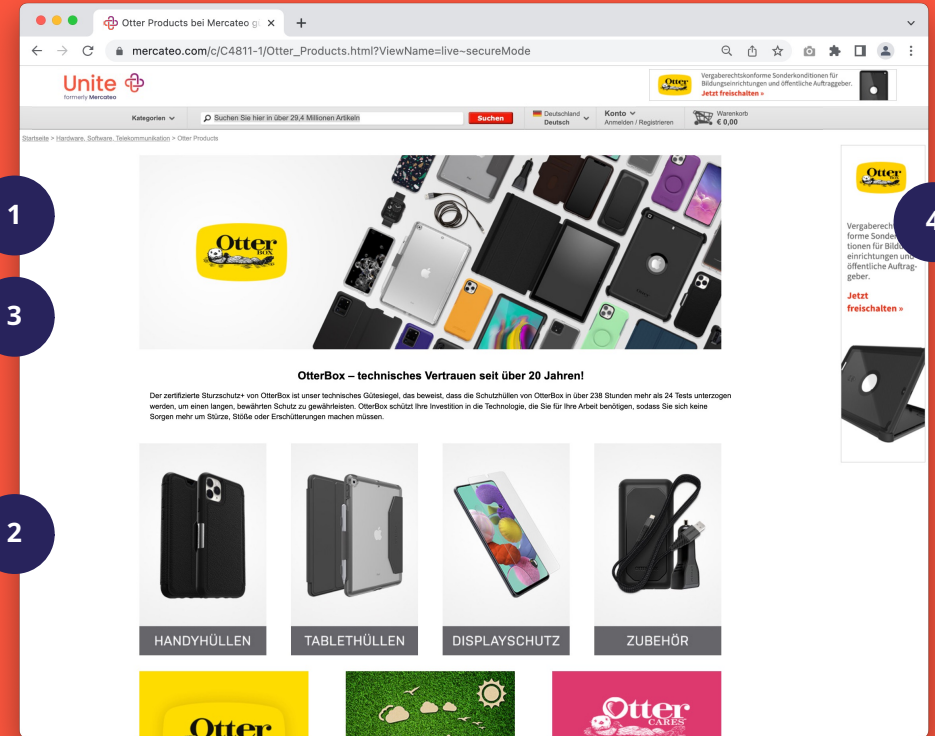 Otter Products bei Mercateo gü
mercateo.com/c/C4811-1/Otter_Products.html?ViewName=live~secureMode
Unite
formerly Mercateo
Otter
BOX
Vergaberechtskonforme Sonderkonditionen für
Bildungseinrichtungen und öffentliche Auftraggeber.
Jetzt freischalten »
Kategorien
Suchen Sie hier in über 29,4 Millionen Artikeln
Suchen
Deutschland
Deutsch
Konto
Anmelden / Registrieren
Warenkorb
€ 0,00
Startseite > Hardware, Software, Telekommunikation > Otter Products
1
Otter
BOX
3
Otter
BOX
4
Vergaberecht
forme Sonder
tionen für Bild
einrichtungen und
öffentliche Auftrag-
geber.
Jetzt
freischalten »
OtterBox – technisches Vertrauen seit über 20 Jahren!
Der zertifizierte Sturzschutz+ von OtterBox ist unser technisches Gütesiegel, das beweist, dass die Schutzhüllen von OtterBox in über 238 Stunden mehr als 24 Tests unterzogen
werden, um einen langen, bewährten Schutz zu gewährleisten. OtterBox schützt Ihre Investition in die Technologie, die Sie für Ihre Arbeit benötigen, sodass Sie sich keine
Sorgen mehr um Stürze, Stöße oder Erschütterungen machen müssen.
2
HANDYHÜLLEN
TABLETHÜLLEN
DISPLAYSCHUTZ
ZUBEHÖR
Otter
Otter
CARES